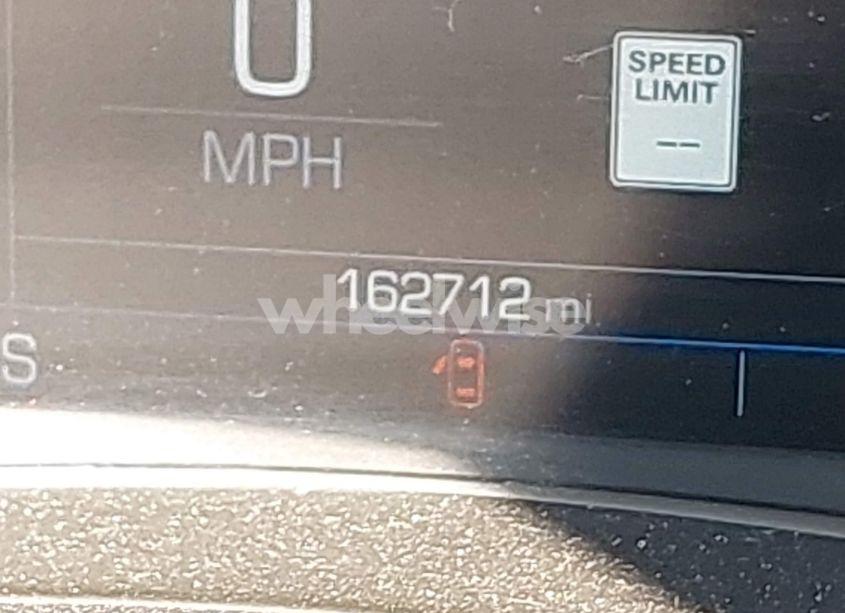 0
SPEED
LIMIT
--
MPH
162712 mi
wheelwise
S